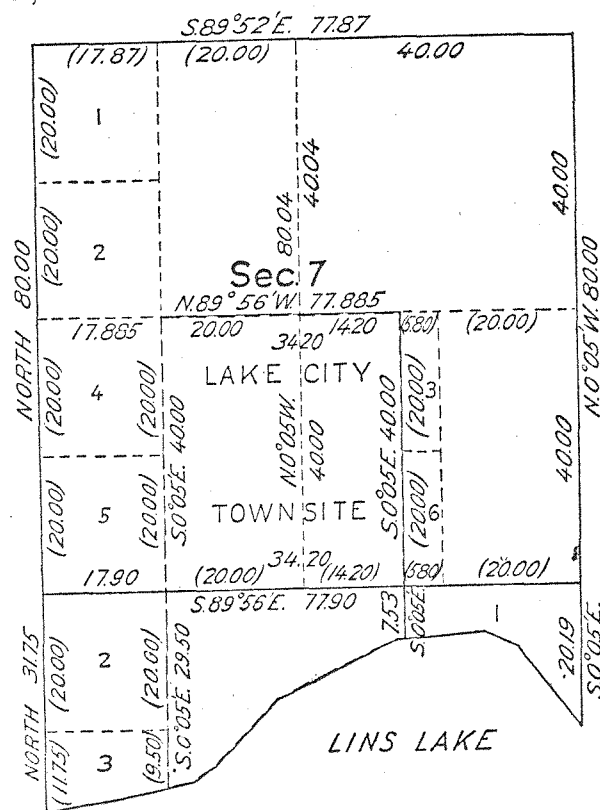 S.89°52'E. 77.87
(17.87) (20.00) 40.00
(20.00) 1
40.04
40.00
(20.00) 2
80.04
NORTH 80.00
N.0°05'W. 80.00
Sec. 7
N.89°56'W. 77.885
17.885 20.00 1420 (580) (20.00)
3420
LAKE CITY
(20.00) 4 (20.00)
S.0°05'E. 40.00
N.0°05'W. 40.00
S.0°05'E. 40.00
(20.00) 3
40.00
(20.00) 5 (20.00)
TOWNSITE
(20.00) 6
34.20
17.90 (20.00) (1420) (580) (20.00)
S.89°56'E. 77.90
NORTH 31.75
(20.00) 2 (20.00)
S.0°05'E. 29.50
7.53
S.0°05'E.
1
20.19
S.0°05'E.
(11.75) 3 (9.50)
LINS LAKE